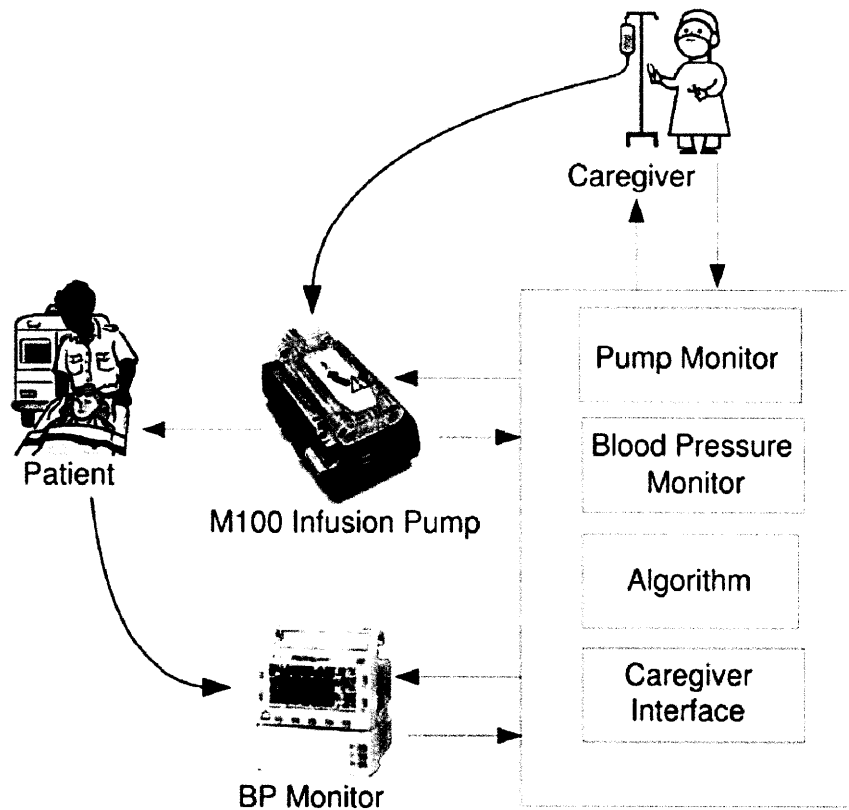 Caregiver
Pump Monitor
Blood Pressure
Monitor
Patient
M100 Infusion Pump
Algorithm
Caregiver
Interface
BP Monitor